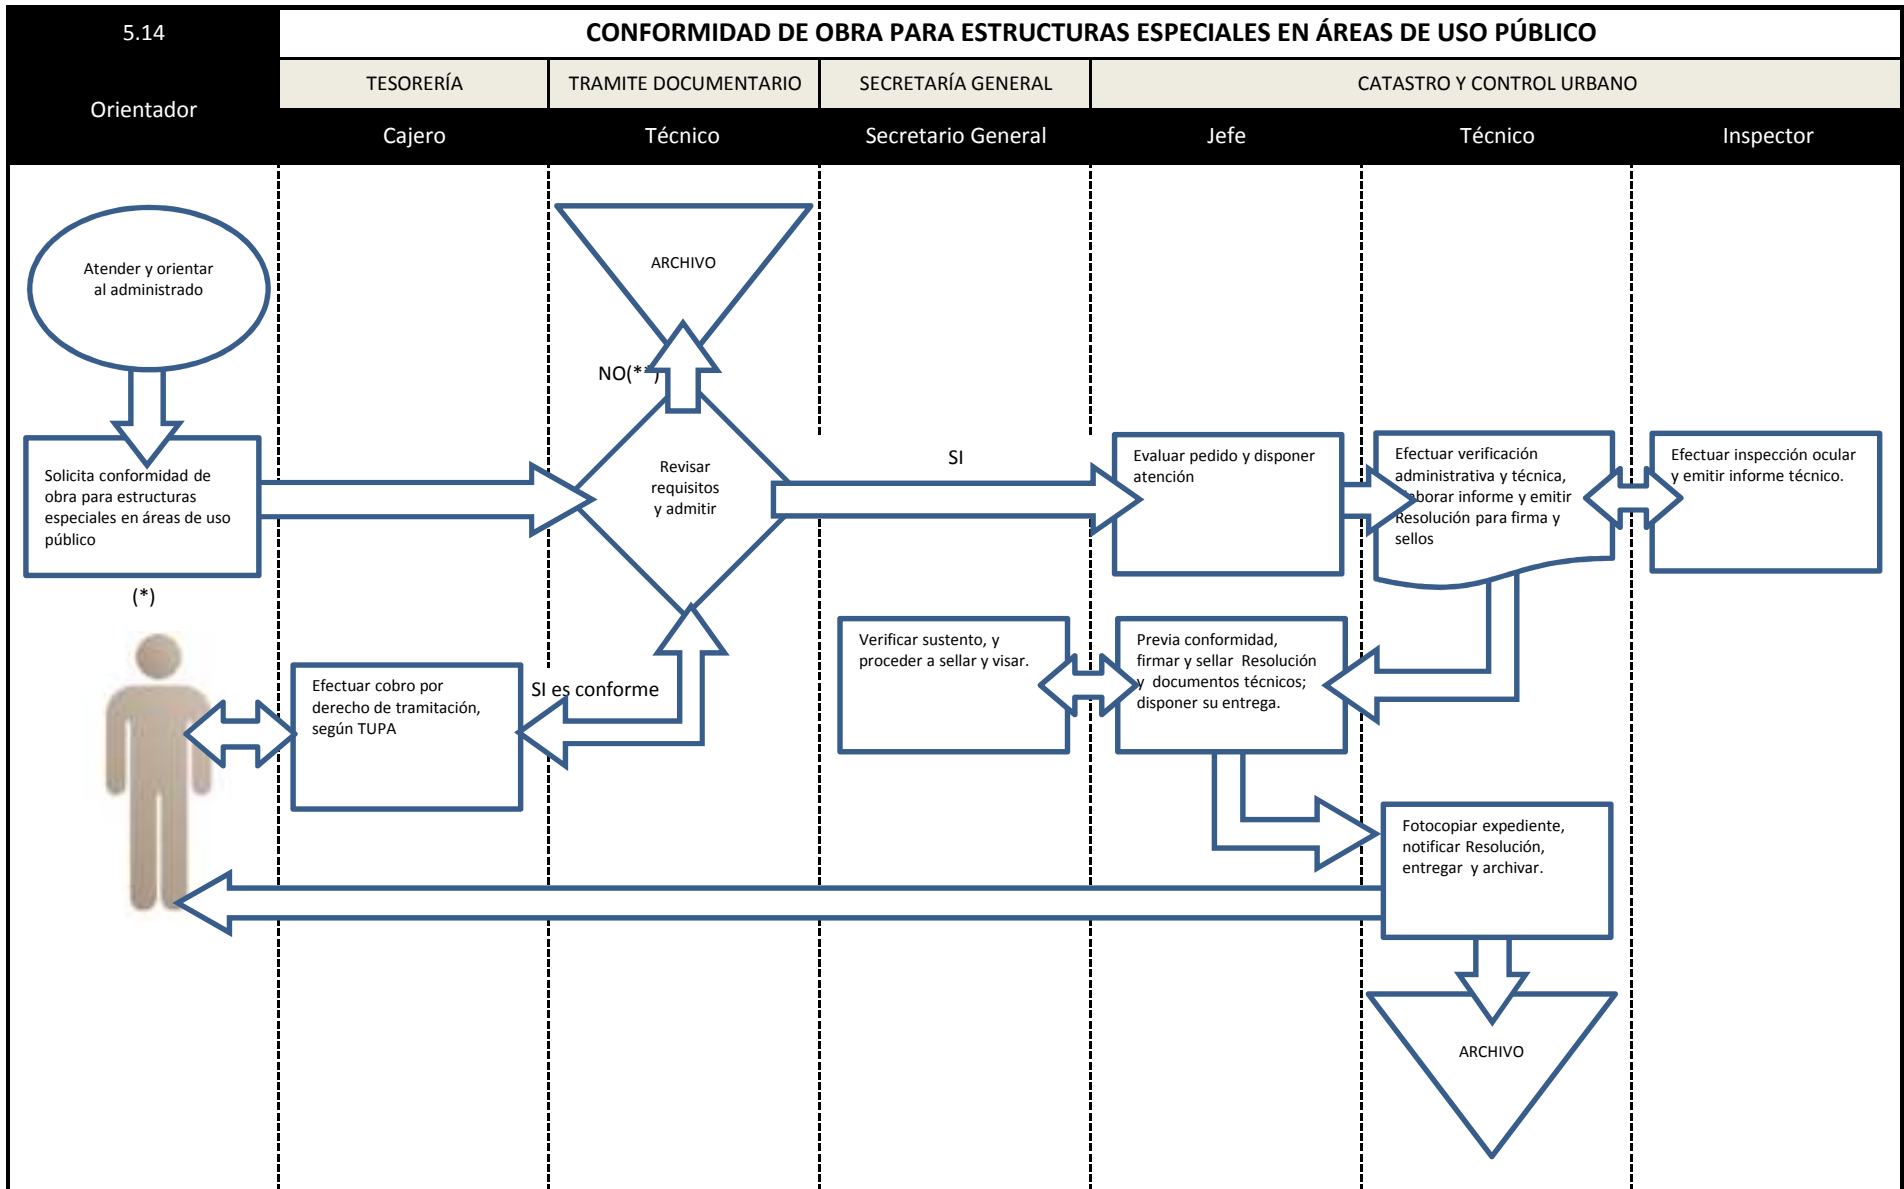 5.14
CONFORMIDAD DE OBRA PARA ESTRUCTURAS ESPECIALES EN ÁREAS DE USO PÚBLICO
Orientador
TESORERÍA
TRAMITE DOCUMENTARIO
SECRETARÍA GENERAL
CATASTRO Y CONTROL URBANO
Cajero
Técnico
Secretario General
Jefe
Técnico
Inspector
Atender y orientar
al administrado
ARCHIVO
NO(**)
Solicita conformidad de
obra para estructuras
especiales en áreas de uso
público
(*)
Revisar
requisitos
y admitir
SI
Evaluar pedido y disponer
atención
Efectuar verificación
administrativa y técnica,
elaborar informe y emitir
Resolución para firma y
sellos
Efectuar inspección ocular
y emitir informe técnico.
Efectuar cobro por
derecho de tramitación,
según TUPA
SI es conforme
Verificar sustento, y
proceder a sellar y visar.
Previa conformidad,
firmar y sellar Resolución
y documentos técnicos;
disponer su entrega.
Fotocopiar expediente,
notificar Resolución,
entregar y archivar.
ARCHIVO